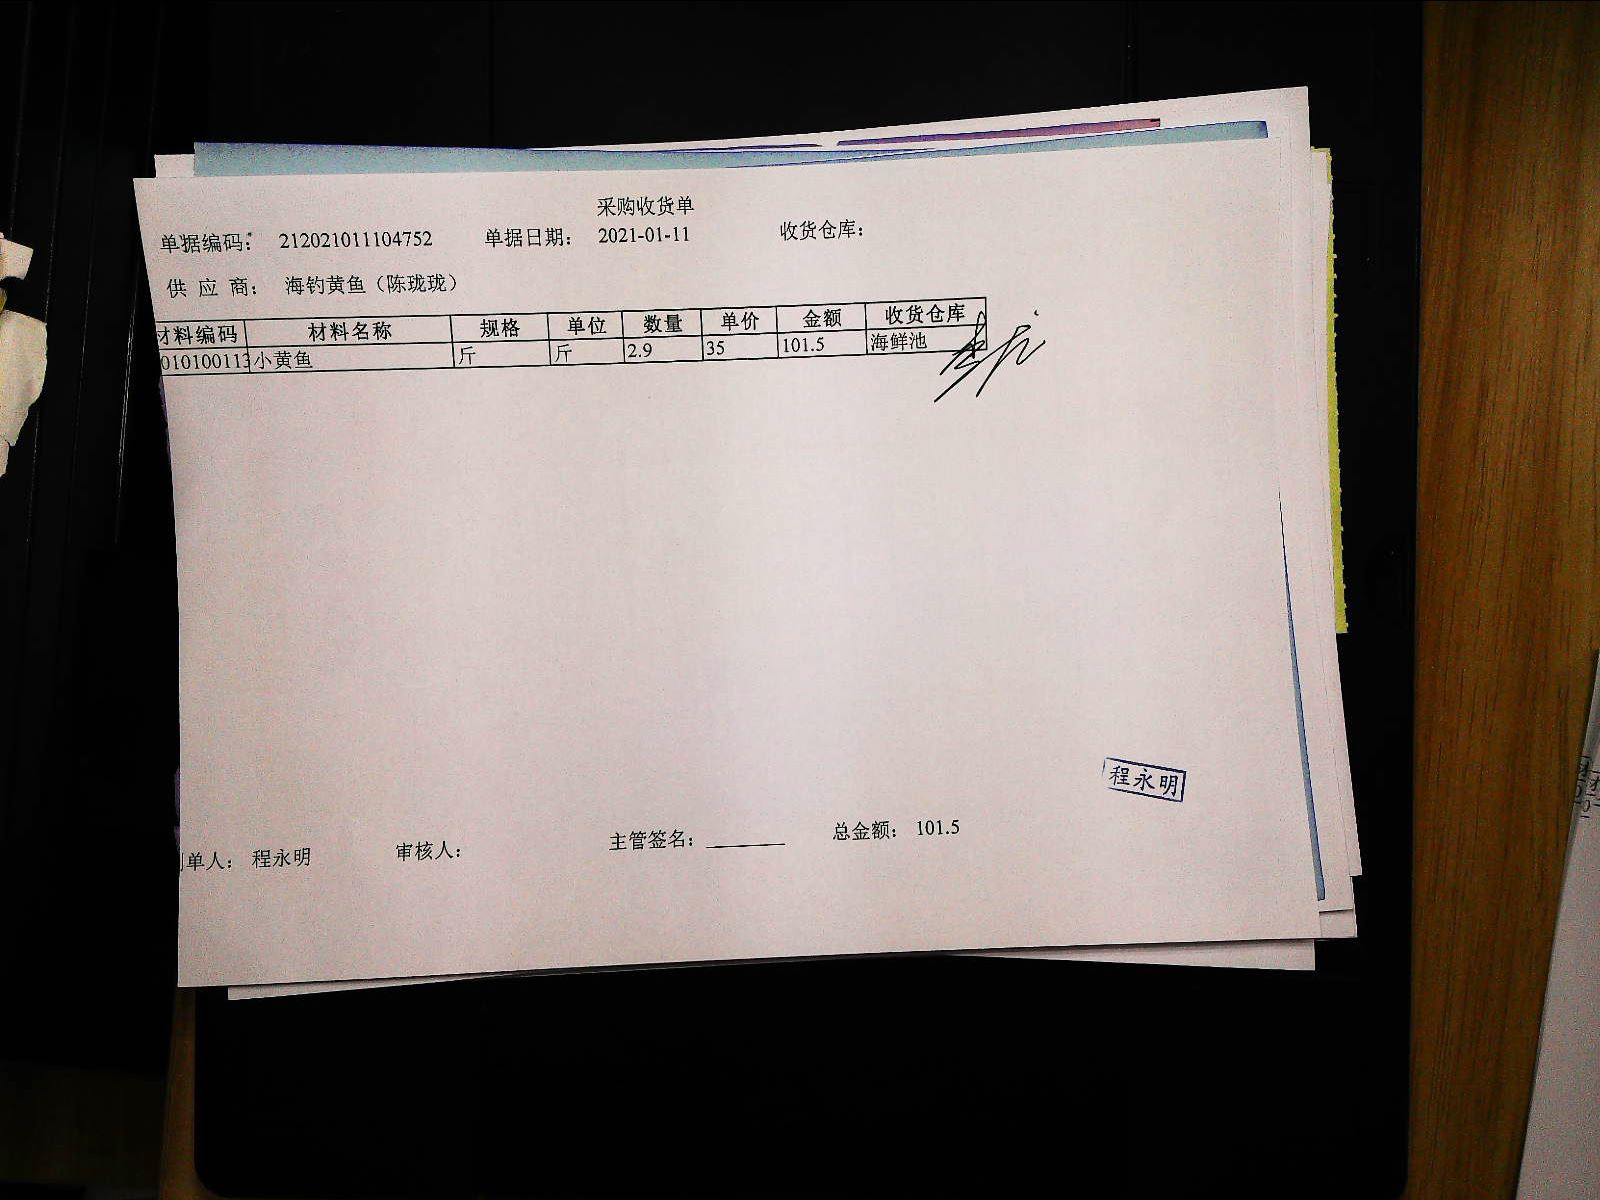 采购收货单
单据编码: 212021011104752 单据日期: 2021-01-11 收货仓库:
供 应 商: 海钓黄鱼（陈珑珑）
材料编码 材料名称 规格 单位 数量 单价 金额 收货仓库
010100113 小黄鱼 斤 斤 2.9 35 101.5 海鲜池
程永明
制单人: 程永明 审核人: 主管签名: 总金额: 101.5